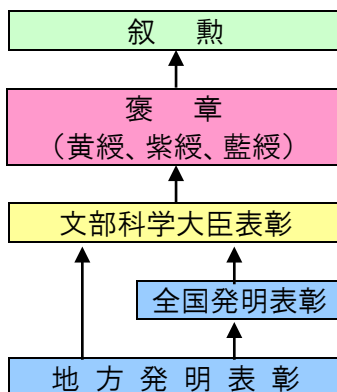 叙　勲
褒　章
（黄綬、紫綬、藍綬）
文部科学大臣表彰
全国発明表彰
地 方 発 明 表 彰